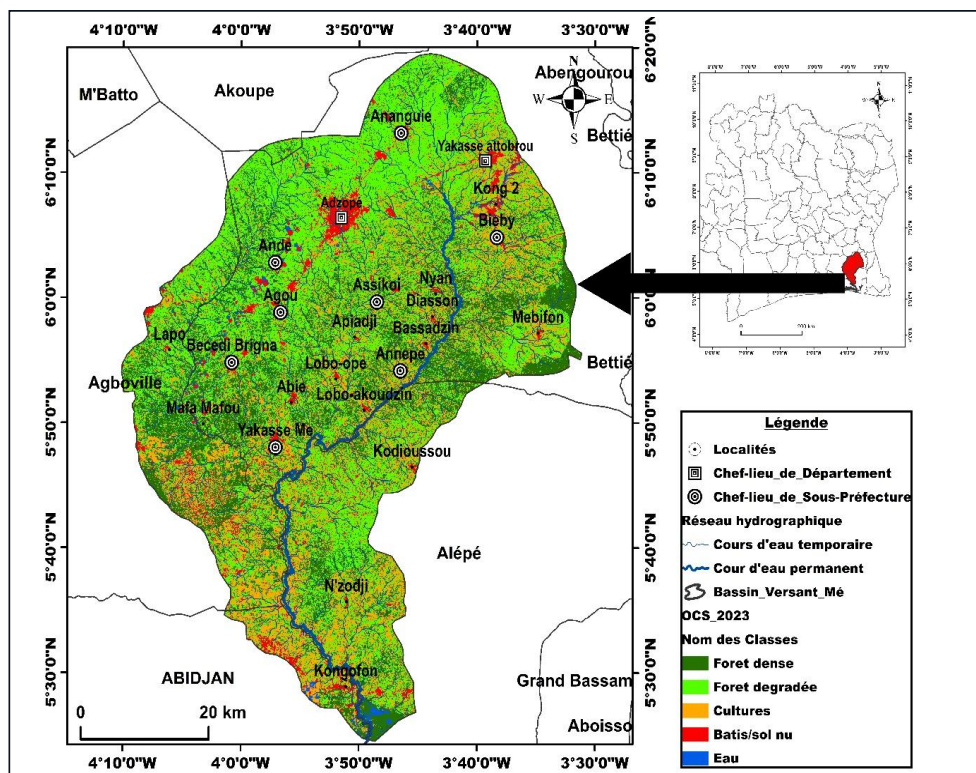 4°10'0"W 4°0'0"W 3°50'0"W 3°40'0"W 3°30'0"W
6°20'0"N
6°10'0"N
6°0'0"N
5°50'0"N
5°40'0"N
5°30'0"N
6°20'0"N
6°10'0"N
6°0'0"N
5°50'0"N
5°40'0"N
5°30'0"N
4°10'0"W 4°0'0"W 3°50'0"W 3°40'0"W 3°30'0"W
M'Batto
Akoupe
Abengourou
N
W E
S
Bettié
Ananguie
Yakasse attobrou
Kong 2
Adzopé
Bieby
Ande
Nyan
Assikoi
Diasson
Agou
Apiadji
Bassadzin
Mebifon
Lapo
Becedi Brigna
Annepe
Lobo-ope
Bettié
Agboville
Abie
Lobo-akoudzin
Mafa Mafou
Yakasse Me
Kodioussou
Alépé
N'zodji
ABIDJAN
Kongofon
Grand Bassam
Aboisso
0 20 km
N
W E
S
0 200 km
Légende
Localités
Chef-lieu_de_Département
Chef-lieu_de_Sous-Préfecture
Réseau hydrographique
Cours d'eau temporaire
Cour d'eau permanent
Bassin_Versant_Mé
OCS_2023
Nom des Classes
Foret dense
Foret degradée
Cultures
Batis/sol nu
Eau